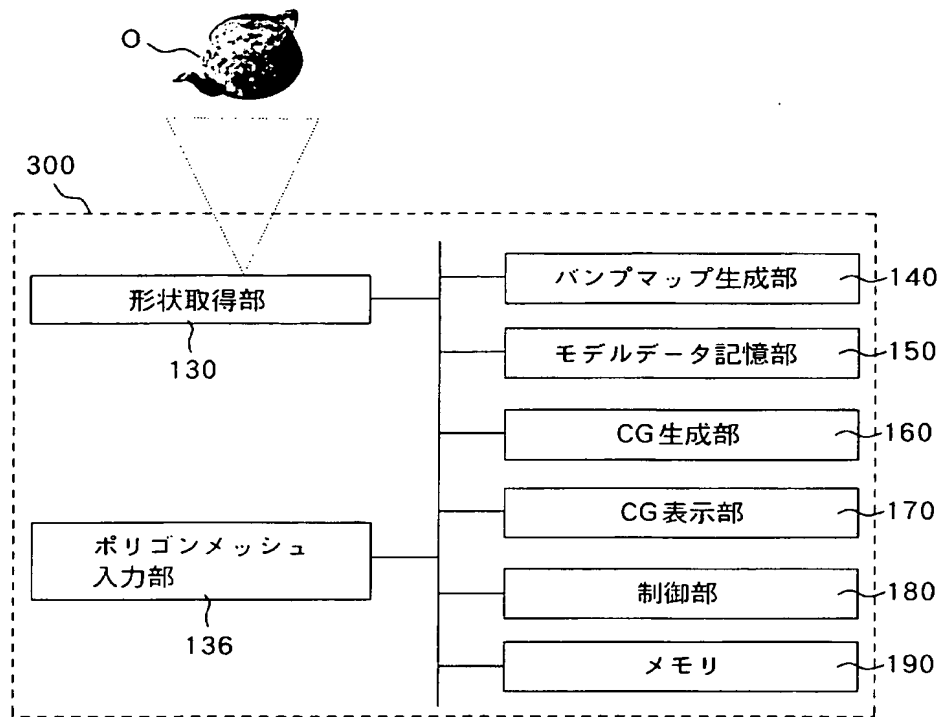 O
300
形状取得部
130
ポリゴンメッシュ
入力部
136
バンプマップ生成部
140
モデルデータ記憶部
150
CG生成部
160
CG表示部
170
制御部
180
メモリ
190